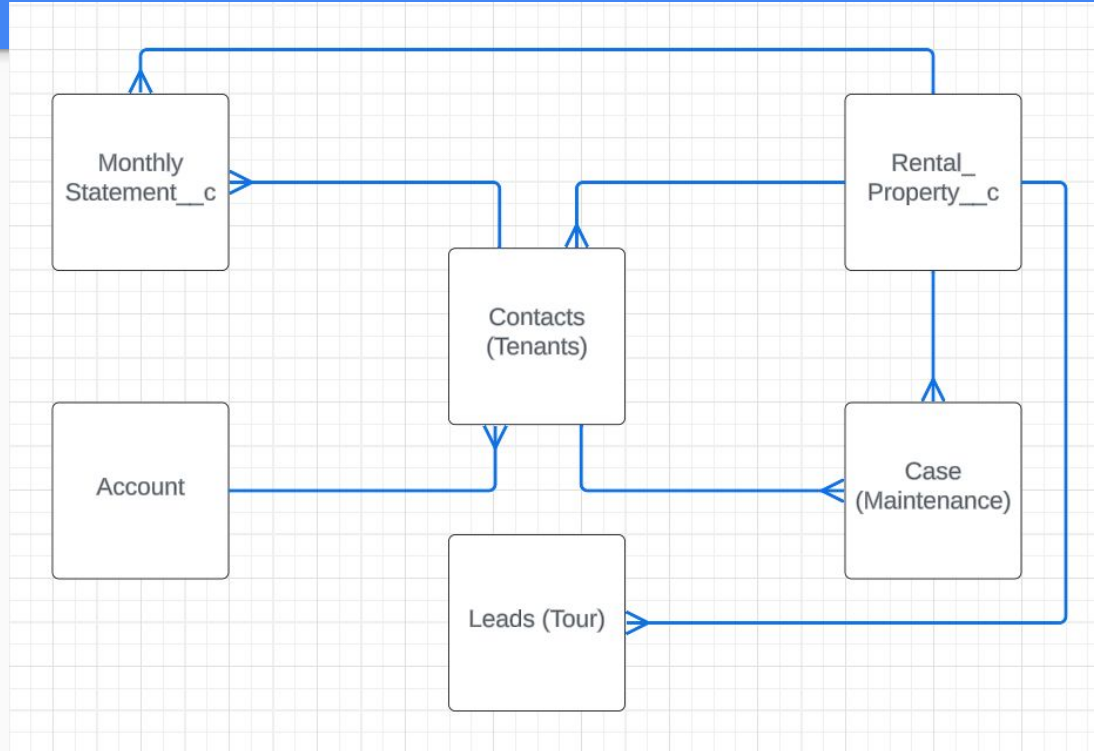 Monthly
Statement__c
Rental_
Property__c
Contacts
(Tenants)
Account
Case
(Maintenance)
Leads (Tour)